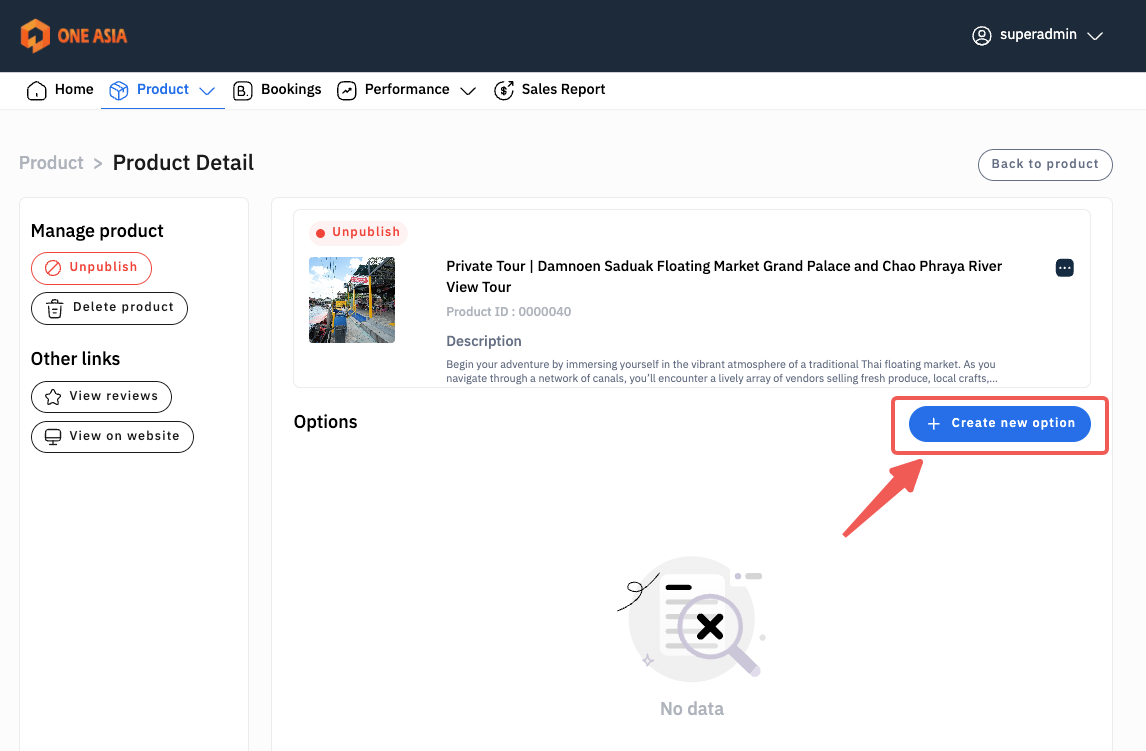 ONE ASIA
superadmin
Home
Product
B. Bookings
Performance
$ Sales Report
Product > Product Detail
Back to product
Manage product
Unpublish
Delete product
Other links
View reviews
View on website
Unpublish
Private Tour | Damnoen Saduak Floating Market Grand Palace and Chao Phraya River
View Tour
Product ID : 0000040
Description
Begin your adventure by immersing yourself in the vibrant atmosphere of a traditional Thai floating market. As you
navigate through a network of canals, you'll encounter a lively array of vendors selling fresh produce, local crafts,...
Options
+ Create new option
No data